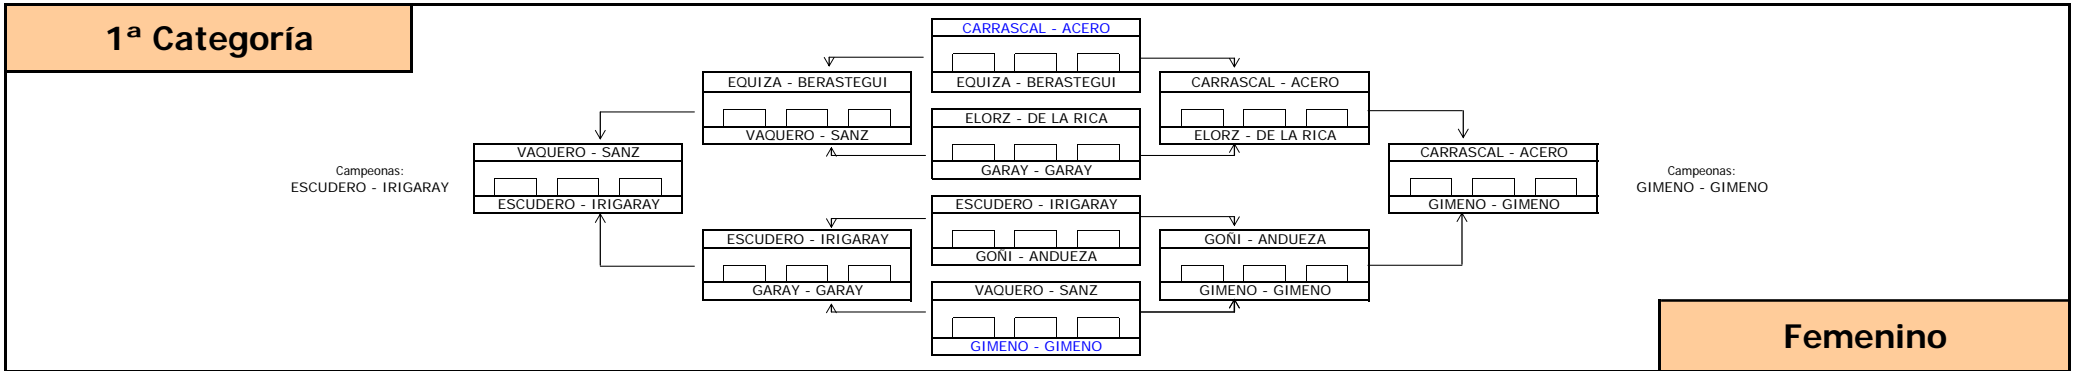 1ª Categoría
CARRASCAL - ACERO
EQUIZA - BERASTEGUI
EQUIZA - BERASTEGUI
VAQUERO - SANZ
CARRASCAL - ACERO
ELORZ - DE LA RICA
ELORZ - DE LA RICA
GARAY - GARAY
VAQUERO - SANZ
ESCUDERO - IRIGARAY
Campeonas:
ESCUDERO - IRIGARAY
CARRASCAL - ACERO
GIMENO - GIMENO
Campeonas:
GIMENO - GIMENO
ESCUDERO - IRIGARAY
GOÑI - ANDUEZA
ESCUDERO - IRIGARAY
GARAY - GARAY
GOÑI - ANDUEZA
GIMENO - GIMENO
VAQUERO - SANZ
GIMENO - GIMENO
Femenino